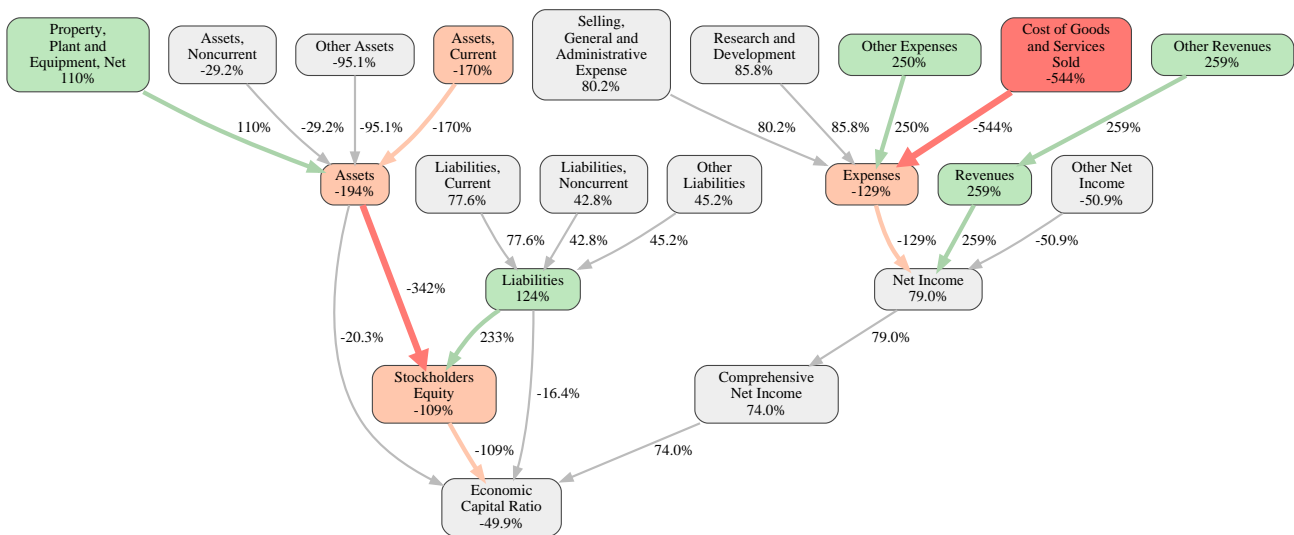 Property,
Plant and
Equipment, Net
110%
Assets,
Noncurrent
-29.2%
Other Assets
-95.1%
Assets,
Current
-170%
Selling,
General and
Administrative
Expense
80.2%
Research and
Development
85.8%
Other Expenses
250%
Cost of Goods
and Services
Sold
-544%
Other Revenues
259%
110%
-29.2%
-95.1%
-170%
80.2%
85.8%
250%
-544%
259%
Assets
-194%
Liabilities,
Current
77.6%
Liabilities,
Noncurrent
42.8%
Other
Liabilities
45.2%
Expenses
-129%
Revenues
259%
Other Net
Income
-50.9%
77.6%
42.8%
45.2%
-129%
259%
-50.9%
Liabilities
124%
Net Income
79.0%
-342%
-20.3%
233%
79.0%
Stockholders
Equity
-109%
-16.4%
Comprehensive
Net Income
74.0%
-109%
74.0%
Economic
Capital Ratio
-49.9%